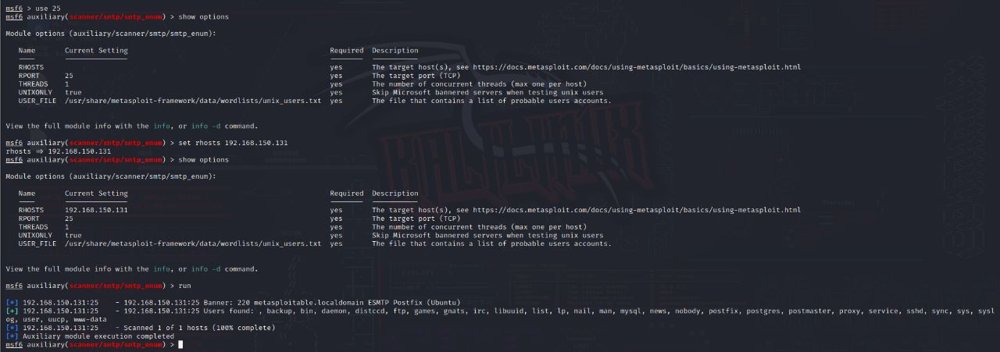 msf6 > use 25
msf6 auxiliary(scanner/smtp/smtp_enum) > show options
Module options (auxiliary/scanner/smtp/smtp_enum):
Name Current Setting Required Description
RHOSTS yes The target host(s), see https://docs.metasploit.com/docs/using-metasploit/basics/using-metasploit.html
RPORT 25 yes The target port (TCP)
THREADS 1 yes The number of concurrent threads (max one per host)
UNIXONLY true yes Skip Microsoft bannered servers when testing unix users
USER_FILE /usr/share/metasploit-framework/data/wordlists/unix_users.txt yes The file that contains a list of probable users accounts.
View the full module info with the info, or info -d command.
msf6 auxiliary(scanner/smtp/smtp_enum) > set rhosts 192.168.150.131
rhosts => 192.168.150.131
msf6 auxiliary(scanner/smtp/smtp_enum) > show options
Module options (auxiliary/scanner/smtp/smtp_enum):
Name Current Setting Required Description
RHOSTS 192.168.150.131 yes The target host(s), see https://docs.metasploit.com/docs/using-metasploit/basics/using-metasploit.html
RPORT 25 yes The target port (TCP)
THREADS 1 yes The number of concurrent threads (max one per host)
UNIXONLY true yes Skip Microsoft bannered servers when testing unix users
USER_FILE /usr/share/metasploit-framework/data/wordlists/unix_users.txt yes The file that contains a list of probable users accounts.
View the full module info with the info, or info -d command.
msf6 auxiliary(scanner/smtp/smtp_enum) > run
[*] 192.168.150.131:25 - 192.168.150.131:25 Banner: 220 metasploitable.localdomain ESMTP Postfix (Ubuntu)
[+] 192.168.150.131:25 - 192.168.150.131:25 Users found: , backup, bin, daemon, distccd, ftp, games, gnats, irc, libuuid, list, lp, mail, man, mysql, news, nobody, postfix, postgres, postmaster, proxy, service, sshd, sync, sys, sysl
og, user, uucp, www-data
[*] 192.168.150.131:25 - Scanned 1 of 1 hosts (100% complete)
[*] Auxiliary module execution completed
msf6 auxiliary(scanner/smtp/smtp_enum) >
KALI LINUX